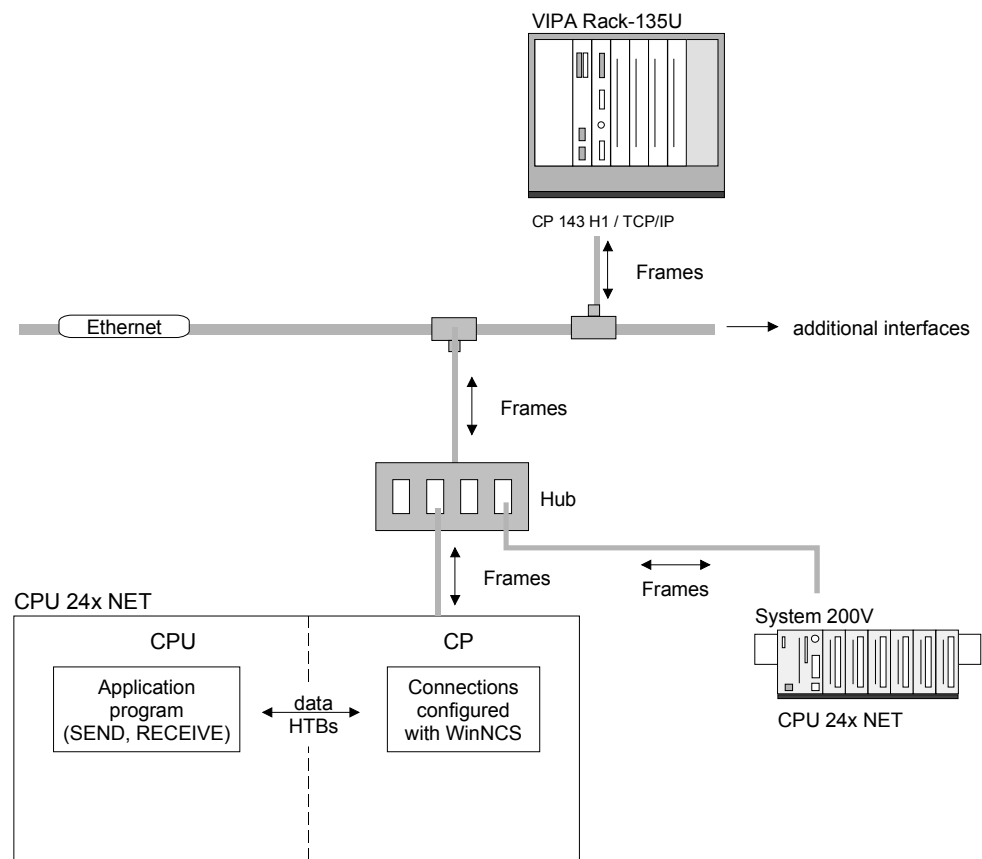 VIPA Rack-135U
CP 143 H1 / TCP/IP
Frames
Ethernet
additional interfaces
Frames
Hub
Frames
Frames
CPU 24x NET
CPU
CP
Application
program
(SEND, RECEIVE)
data
HTBs
Connections
configured
with WinNCS
System 200V
CPU 24x NET